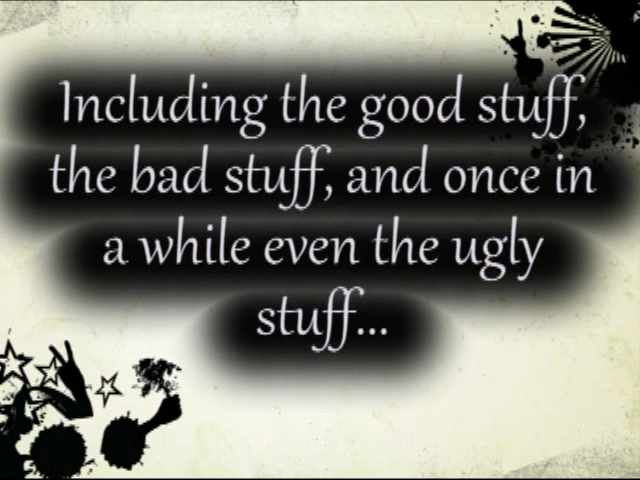 Including the good stuff,
the bad stuff, and once in
a while even the ugly
stuff...